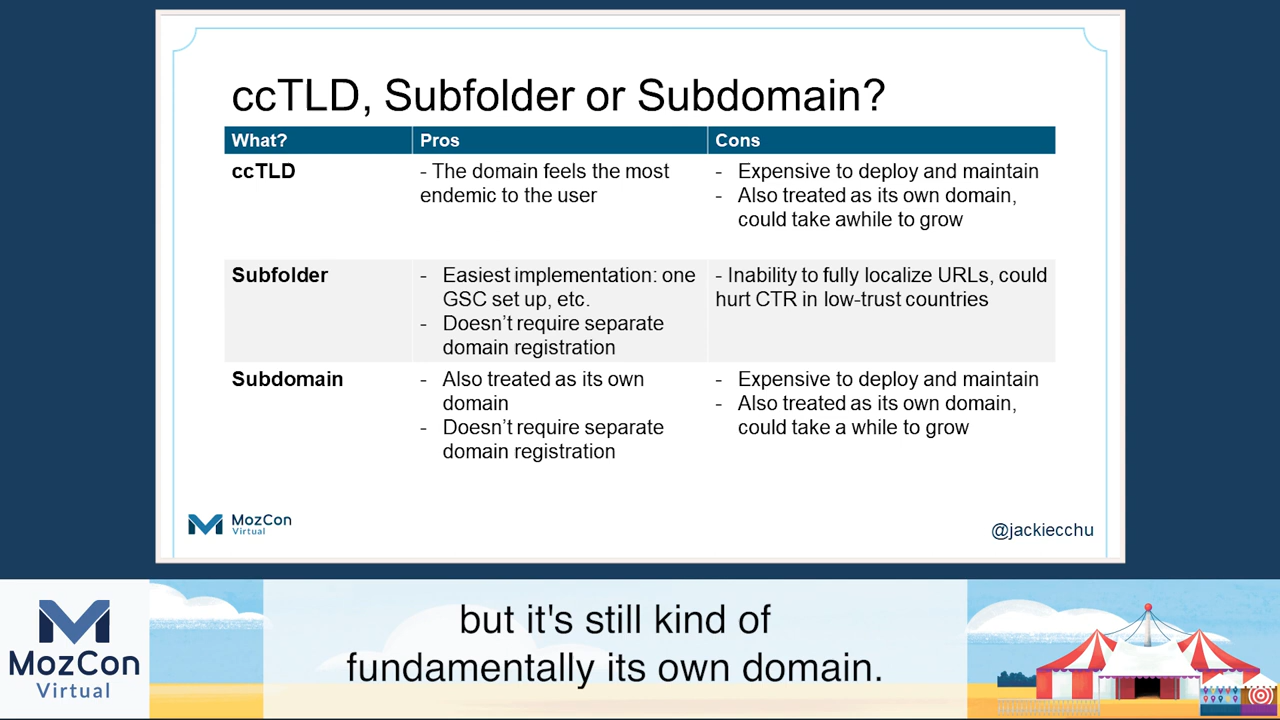 ccTLD, Subfolder or Subdomain?
What? Pros Cons
ccTLD
- The domain feels the most
endemic to the user
- Expensive to deploy and maintain
- Also treated as its own domain,
could take awhile to grow
Subfolder
- Easiest implementation: one
GSC set up, etc.
- Doesn’t require separate
domain registration
- Inability to fully localize URLs, could
hurt CTR in low-trust countries
Subdomain
- Also treated as its own
domain
- Doesn’t require separate
domain registration
- Expensive to deploy and maintain
- Also treated as its own domain,
could take a while to grow
MozCon
Virtual
@jackiecchu
MozCon
Virtual
but it's still kind of
fundamentally its own domain.